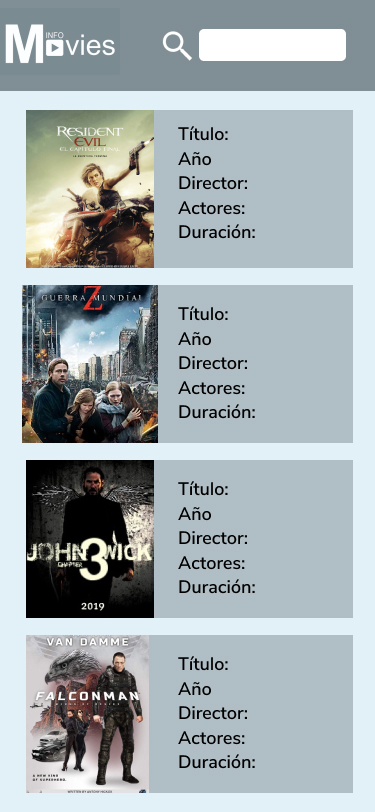 INFO
Movies
RESIDENT
EVIL
EL CAPITULO FINAL
Título:
Año
Director:
Actores:
Duración:
GUERRA MUNDIAL
Z
Título:
Año
Director:
Actores:
Duración:
JOHN WICK
CHAPTER 3
2019
Título:
Año
Director:
Actores:
Duración:
VAN DAMME
FALCONMAN
A NEW KIND
OF SUPERHERO.
Título:
Año
Director:
Actores:
Duración: